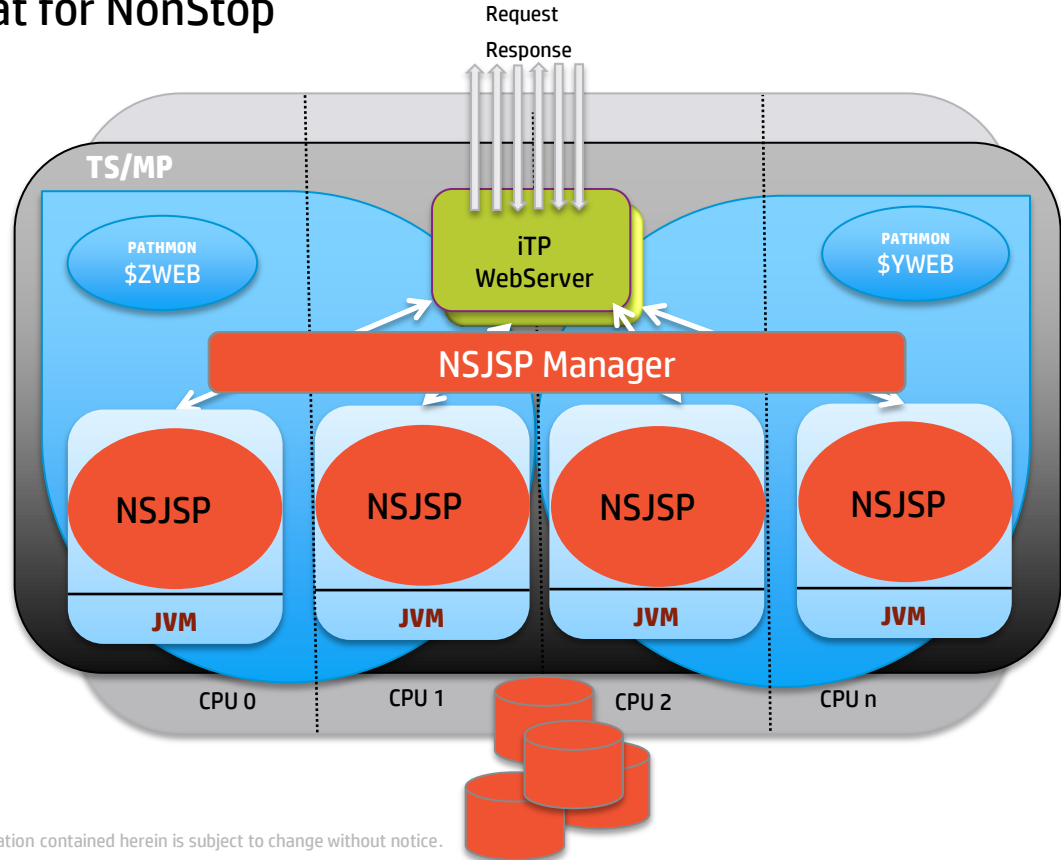 at for NonStop
Request
Response
TS/MP
PATHMON
$ZWEB
iTP
WebServer
PATHMON
$YWEB
NSJSP Manager
NSJSP
NSJSP
NSJSP
NSJSP
JVM
JVM
JVM
JVM
CPU 0
CPU 1
CPU 2
CPU n
ation contained herein is subject to change without notice.